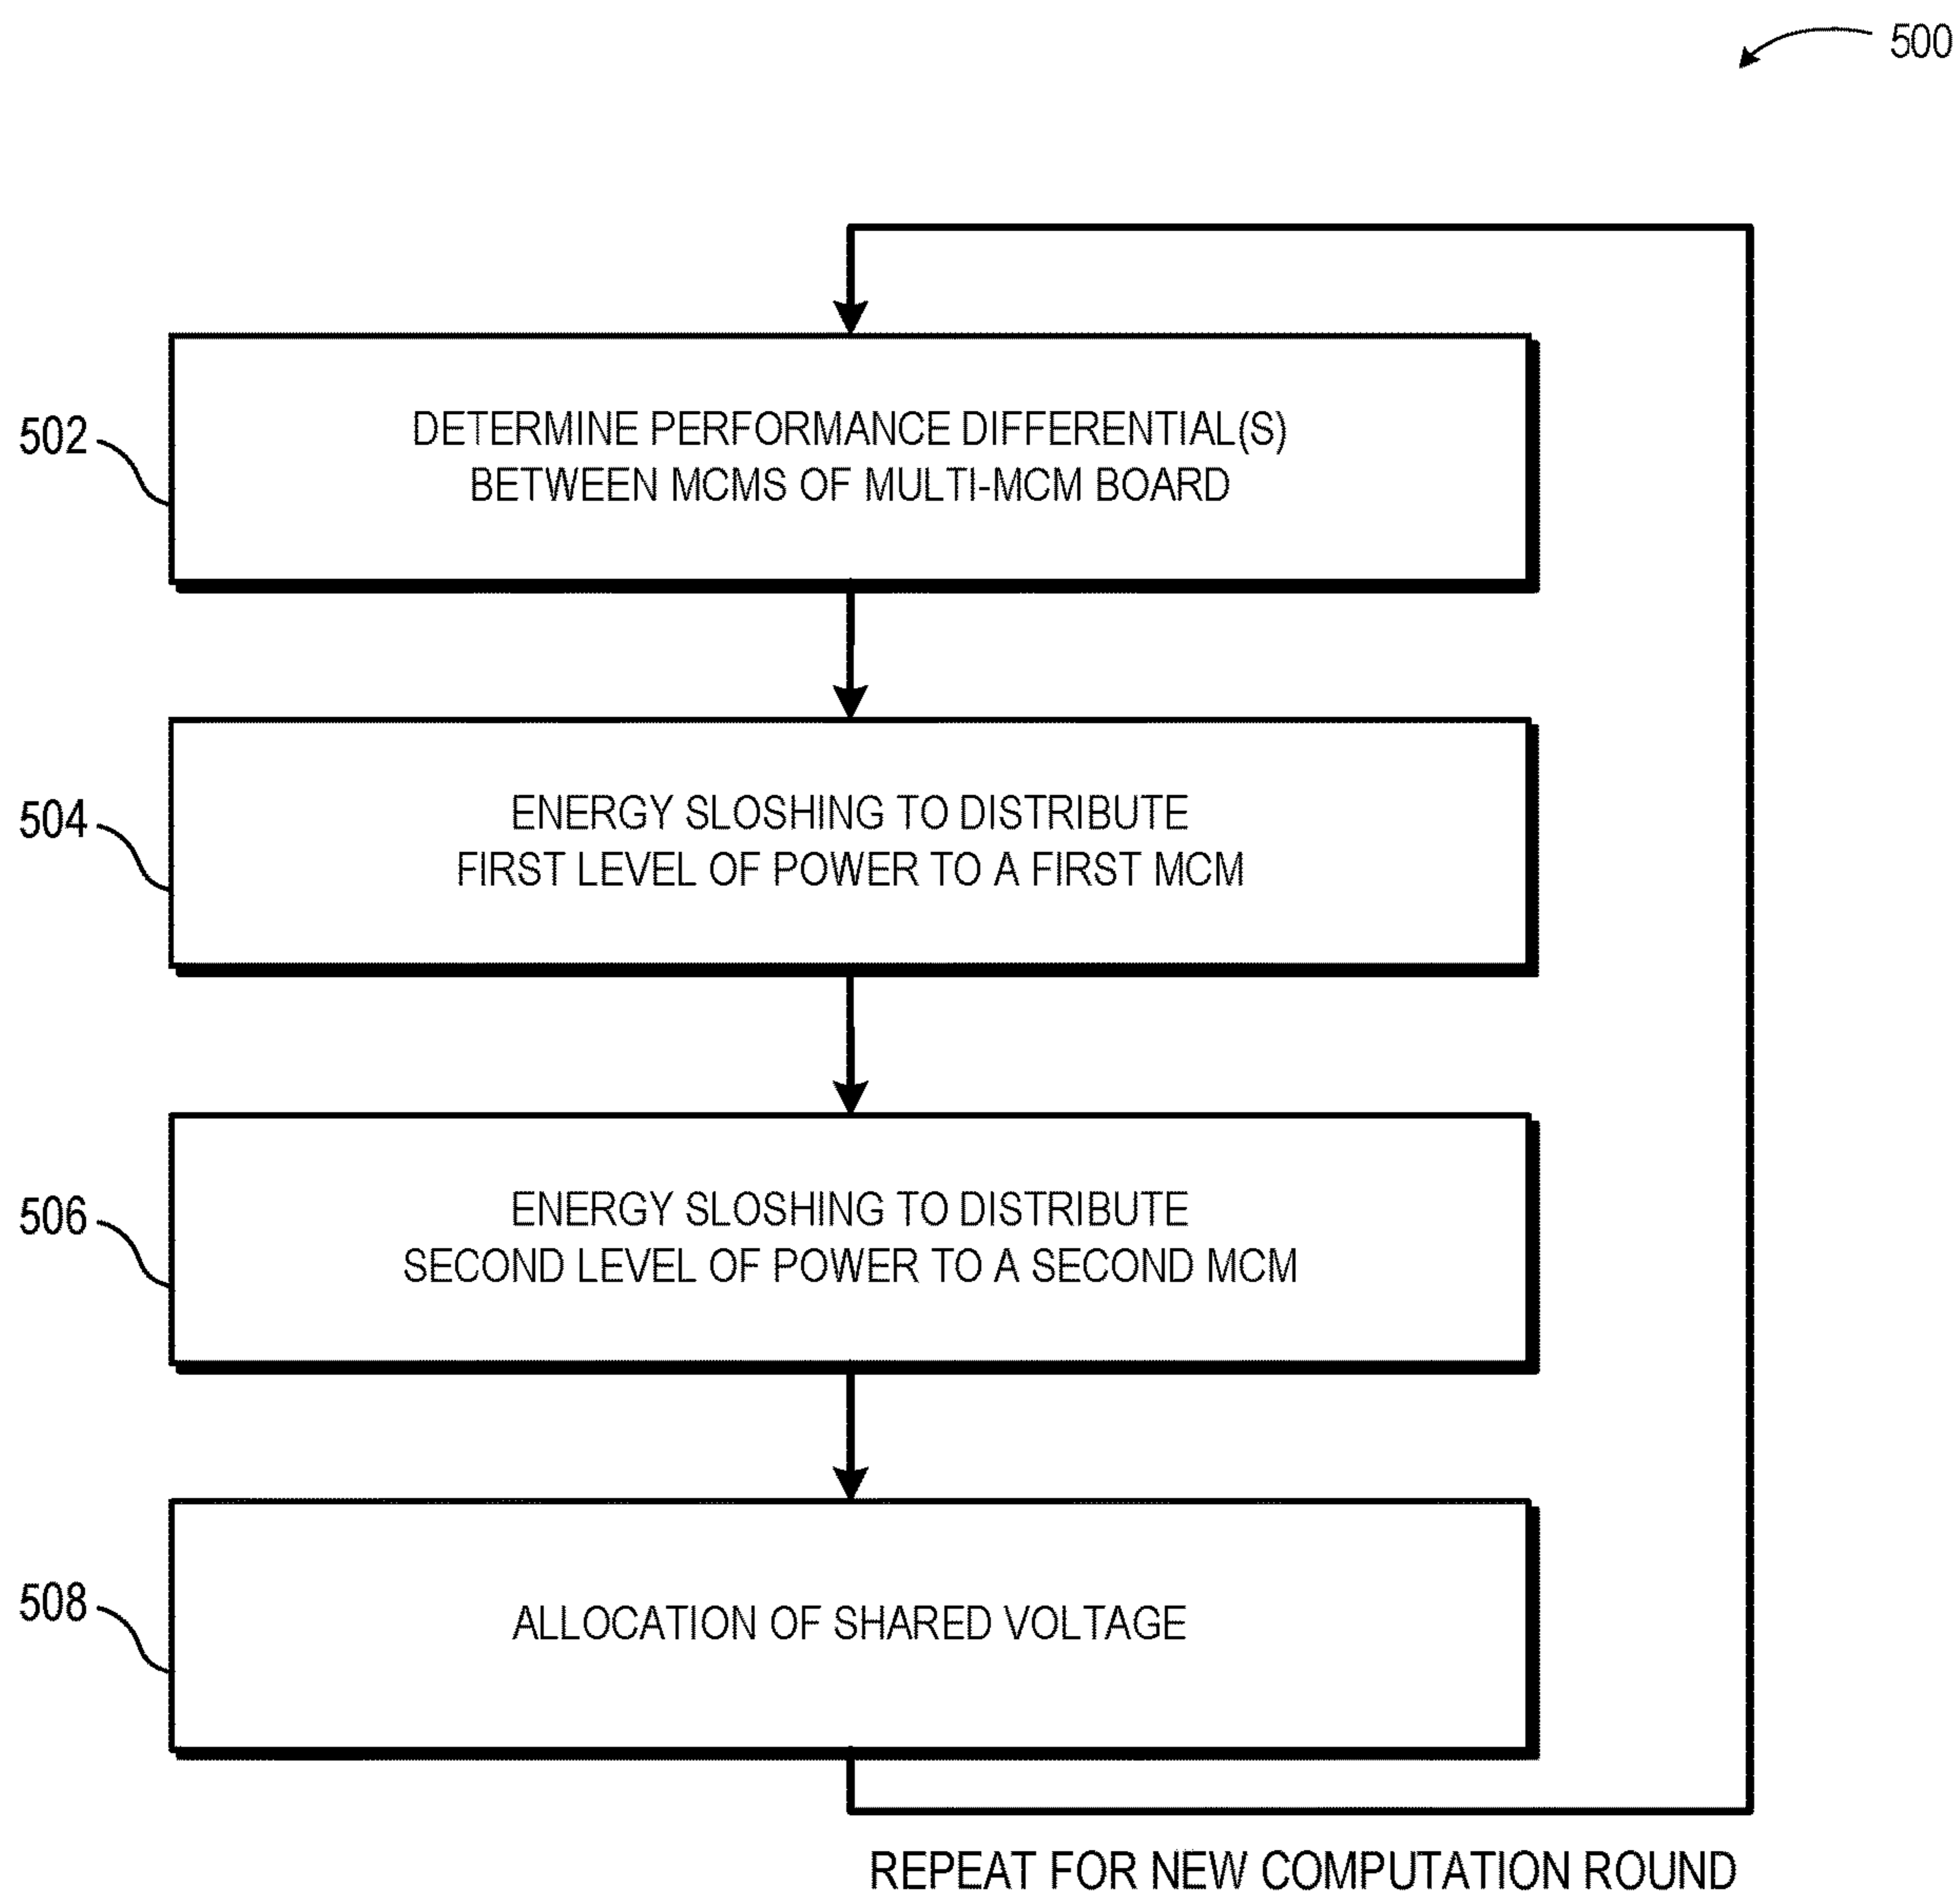 500
502
DETERMINE PERFORMANCE DIFFERENTIAL(S)
BETWEEN MCMS OF MULTI-MCM BOARD
504
ENERGY SLOSHING TO DISTRIBUTE
FIRST LEVEL OF POWER TO A FIRST MCM
506
ENERGY SLOSHING TO DISTRIBUTE
SECOND LEVEL OF POWER TO A SECOND MCM
508
ALLOCATION OF SHARED VOLTAGE
REPEAT FOR NEW COMPUTATION ROUND